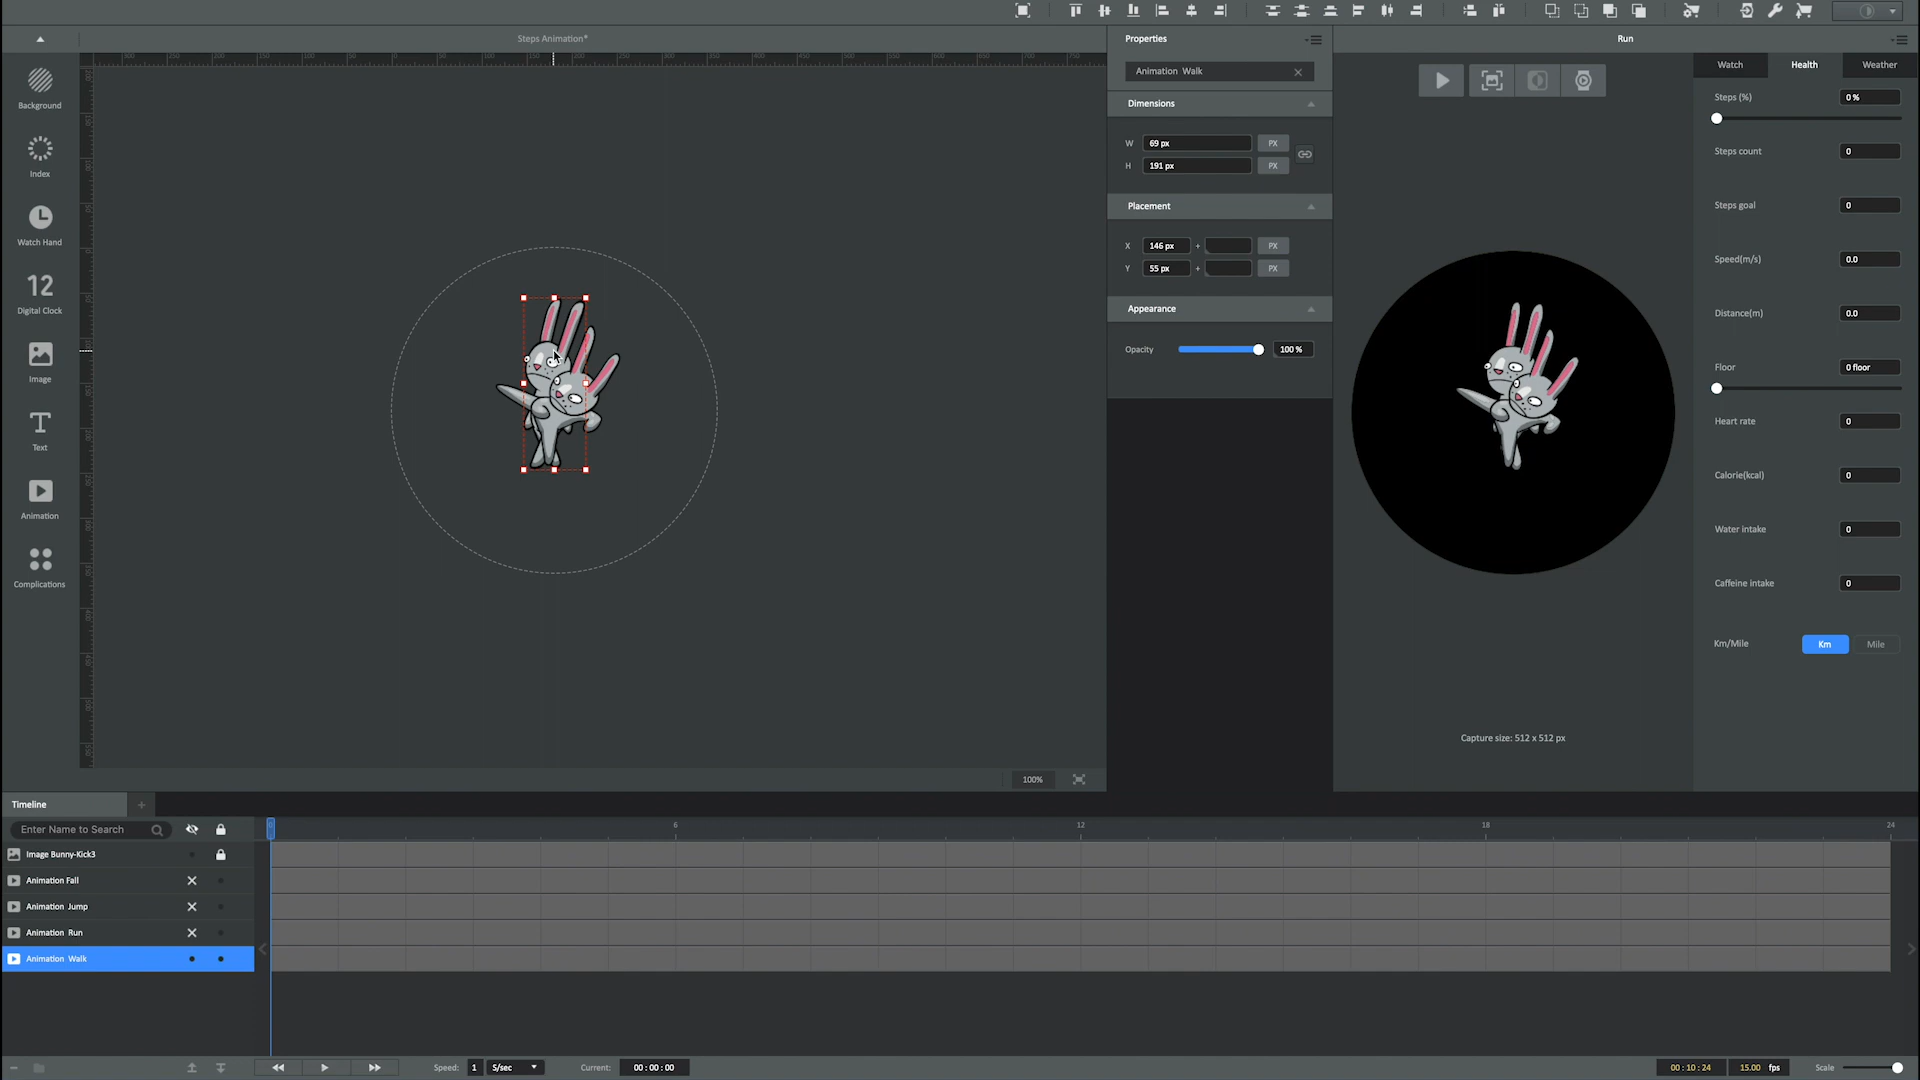 Steps Animation*
Properties
Run
Animation Walk
Watch
Health
Weather
Background
Index
Watch Hand
12
Digital Clock
Image
T
Text
Animation
Complications
Dimensions
W 69 px PX
H 191 px PX
Placement
X 146 px + PX
Y 55 px + PX
Appearance
Opacity 100 %
Steps (%) 0 %
Steps count 0
Steps goal 0
Speed(m/s) 0.0
Distance(m) 0.0
Floor 0 floor
Heart rate 0
Calorie(kcal) 0
Water intake 0
Caffeine intake 0
Km/Mile Km Mile
Capture size: 512 x 512 px
100%
Timeline +
Enter Name to Search
6 12 18 24
Image Bunny-Kick3
Animation Fall
Animation Jump
Animation Run
Animation Walk
Speed: 1 S/sec Current: 00 : 00 : 00
00 : 10 : 24 15.00 fps Scale